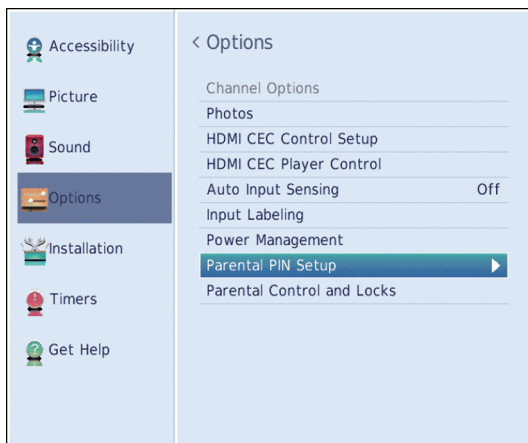 Accessibility
Picture
Sound
Options
Installation
Timers
Get Help
< Options
Channel Options
Photos
HDMI CEC Control Setup
HDMI CEC Player Control
Auto Input Sensing Off
Input Labeling
Power Management
Parental PIN Setup
Parental Control and Locks